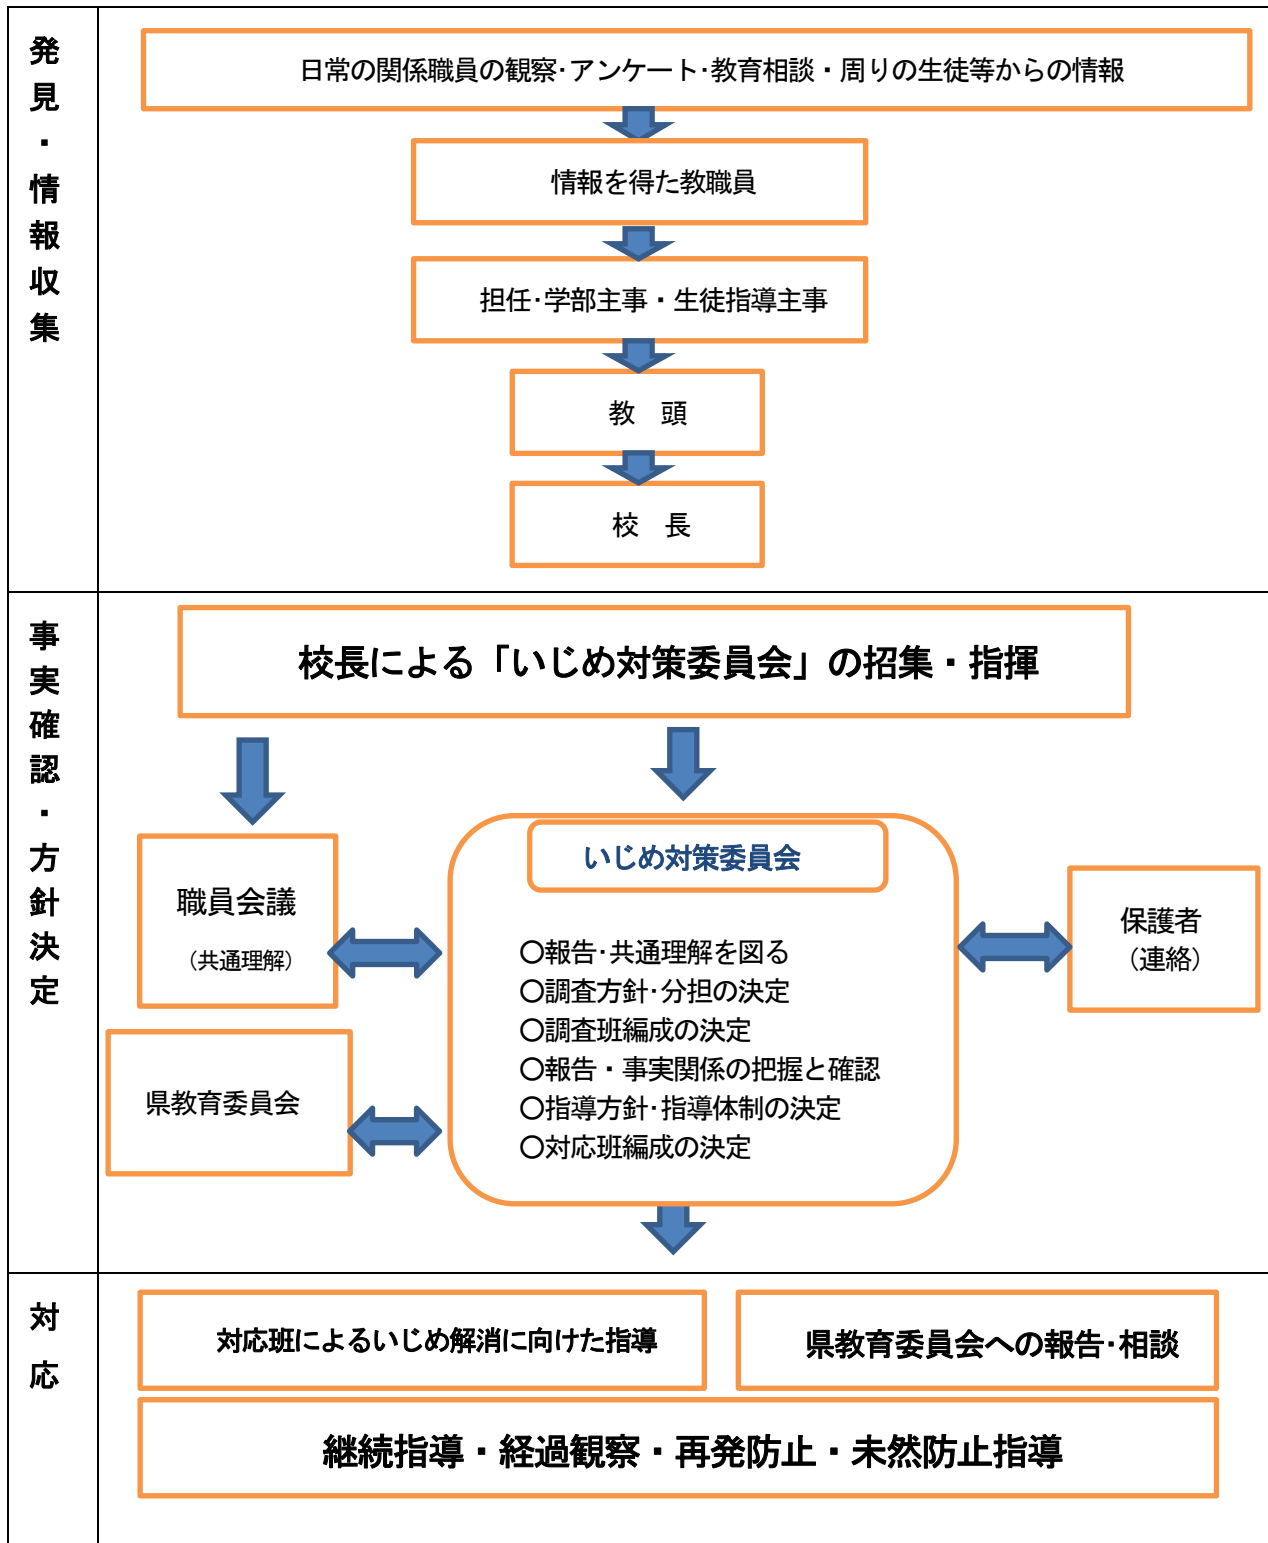 発見・情報収集
日常の関係職員の観察･アンケート･教育相談・周りの生徒等からの情報
情報を得た教職員
担任･学部主事・生徒指導主事
教　頭
校　長
事実確認・方針決定
校長による「いじめ対策委員会」の招集・指揮
職員会議
（共通理解）
県教育委員会
いじめ対策委員会
〇報告･共通理解を図る
〇調査方針･分担の決定
〇調査班編成の決定
〇報告・事実関係の把握と確認
〇指導方針･指導体制の決定
〇対応班編成の決定
保護者
（連絡）
対応
対応班によるいじめ解消に向けた指導
県教育委員会への報告･相談
継続指導・経過観察・再発防止・未然防止指導